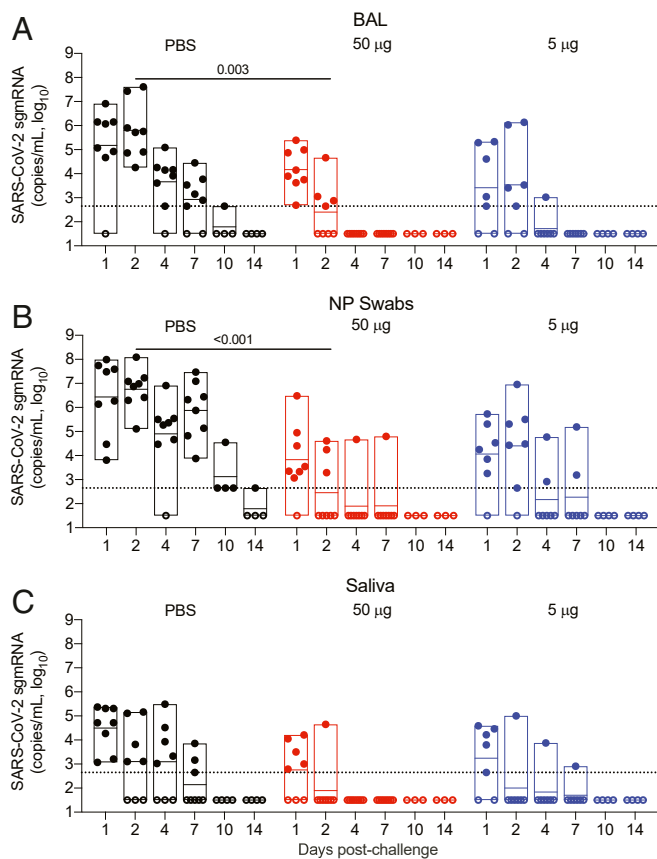 A
BAL
PBS
50 μg
5 μg
0.003
SARS-CoV-2 sgmRNA
(copies/mL, log10)
9
8
7
6
5
4
3
2
1
1 2 4 7 10 14 1 2 4 7 10 14 1 2 4 7 10 14
B
NP Swabs
PBS
50 μg
5 μg
<0.001
SARS-CoV-2 sgmRNA
(copies/mL, log10)
9
8
7
6
5
4
3
2
1
1 2 4 7 10 14 1 2 4 7 10 14 1 2 4 7 10 14
C
Saliva
PBS
50 μg
5 μg
SARS-CoV-2 sgmRNA
(copies/mL, log10)
9
8
7
6
5
4
3
2
1
1 2 4 7 10 14 1 2 4 7 10 14 1 2 4 7 10 14
Days post-challenge